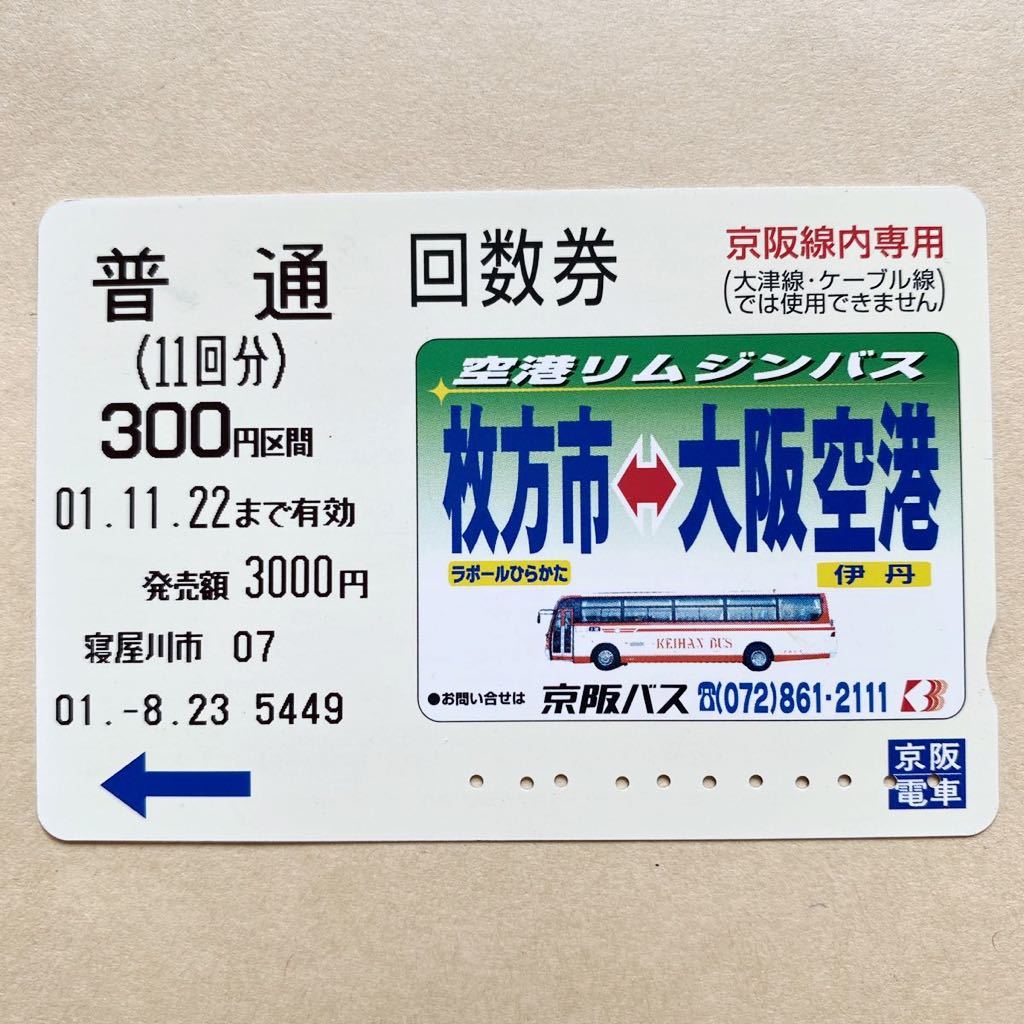 普通 回数券
(11回分)
300円区間
01.11.22まで有効
発売額 3000円
寝屋川市 07
01.-8.23 5449
京阪線内専用
(大津線・ケーブル線
では使用できません)
空港リムジンバス
枚方市 大阪空港
ラポールひらかた 伊丹
KEIHAN BUS
●お問い合せは 京阪バス ☎(072)861-2111
京阪
電車